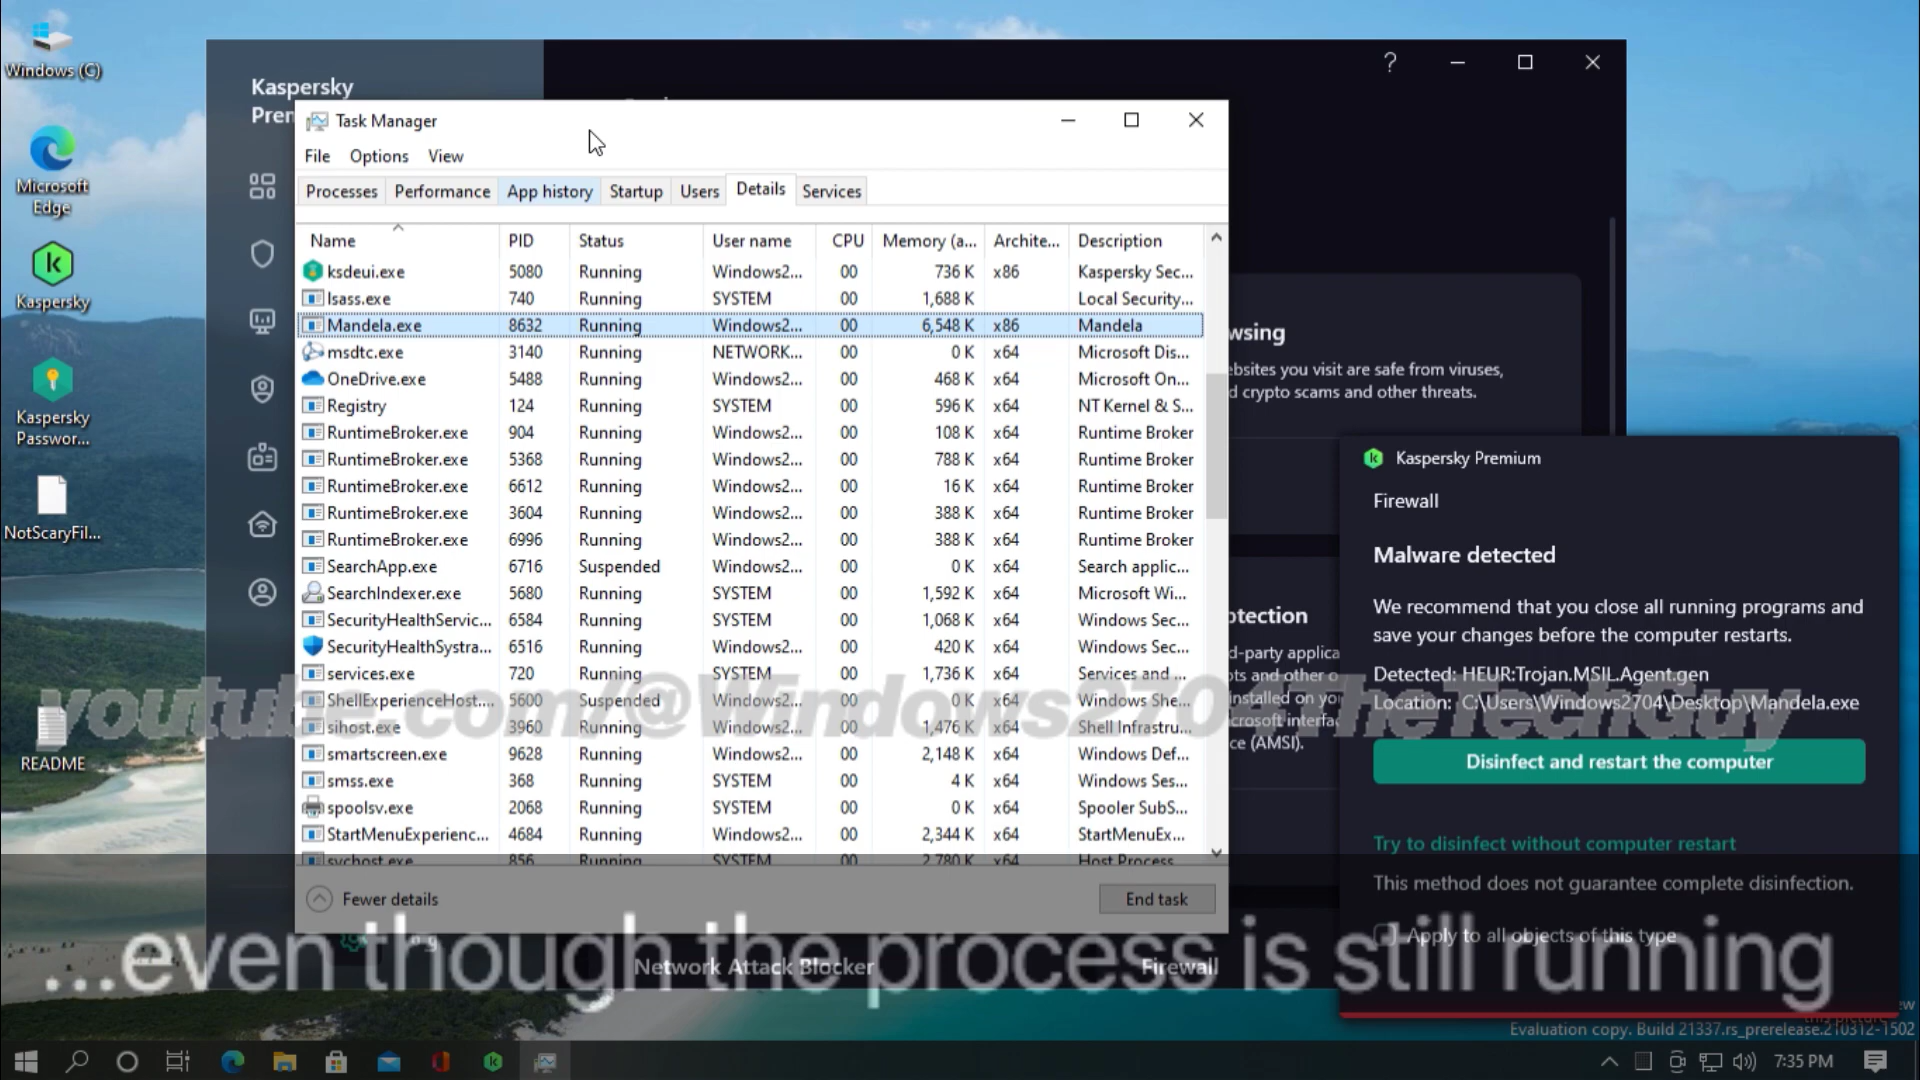 Windows (C)
Microsoft
Edge
Kaspersky
Kaspersky
Passwor...
NotScaryFil...
README
Kaspersky
Task Manager
File Options View
Processes Performance App history Startup Users Details Services
Name PID Status User name CPU Memory (a... Archite... Description
ksdeui.exe 5080 Running Windows2... 00 736 K x86 Kaspersky Sec...
lsass.exe 740 Running SYSTEM 00 1,688 K Local Security...
Mandela.exe 8632 Running Windows2... 00 6,548 K x86 Mandela
msdtc.exe 3140 Running NETWORK... 00 0 K x64 Microsoft Dis...
OneDrive.exe 5488 Running Windows2... 00 468 K x64 Microsoft On...
Registry 124 Running SYSTEM 00 596 K x64 NT Kernel & S...
RuntimeBroker.exe 904 Running Windows2... 00 108 K x64 Runtime Broker
RuntimeBroker.exe 5368 Running Windows2... 00 788 K x64 Runtime Broker
RuntimeBroker.exe 6612 Running Windows2... 00 16 K x64 Runtime Broker
RuntimeBroker.exe 3604 Running Windows2... 00 388 K x64 Runtime Broker
RuntimeBroker.exe 6996 Running Windows2... 00 388 K x64 Runtime Broker
SearchApp.exe 6716 Suspended Windows2... 00 0 K x64 Search applic...
SearchIndexer.exe 5680 Running SYSTEM 00 1,592 K x64 Microsoft Wi...
SecurityHealthServic... 6584 Running SYSTEM 00 1,068 K x64 Windows Sec...
SecurityHealthSystra... 6516 Running Windows2... 00 420 K x64 Windows Sec...
services.exe 720 Running SYSTEM 00 1,736 K x64 Services and ...
ShellExperienceHost.... 5600 Suspended Windows2... 00 0 K x64 Windows She...
sihost.exe 3960 Running Windows2... 00 1,476 K x64 Shell Infrastru...
smartscreen.exe 9628 Running Windows2... 00 2,148 K x64 Windows Def...
smss.exe 368 Running SYSTEM 00 4 K x64 Windows Ses...
spoolsv.exe 2068 Running SYSTEM 00 0 K x64 Spooler SubS...
StartMenuExperienc... 4684 Running Windows2... 00 2,344 K x64 StartMenuEx...
svchost.exe 856 Running SYSTEM 00 2,780 K x64 Host Process
Fewer details End task
wsing
ebsites you visit are safe from viruses,
d crypto scams and other threats.
otection
d-party applica
ots and other o
installed on you
crosoft interfac
ce (AMSI).
Network Attack Blocker Firewall
Kaspersky Premium
Firewall
Malware detected
We recommend that you close all running programs and
save your changes before the computer restarts.
Detected: HEUR:Trojan.MSIL.Agent.gen
Location: C:\Users\Windows2704\Desktop\Mandela.exe
Disinfect and restart the computer
Try to disinfect without computer restart
This method does not guarantee complete disinfection.
Apply to all objects of this type
youtube.com/@Windows2704TheTechGuy
...even though the process is still running
Evaluation copy. Build 21337.rs_prerelease.210312-1502
7:35 PM